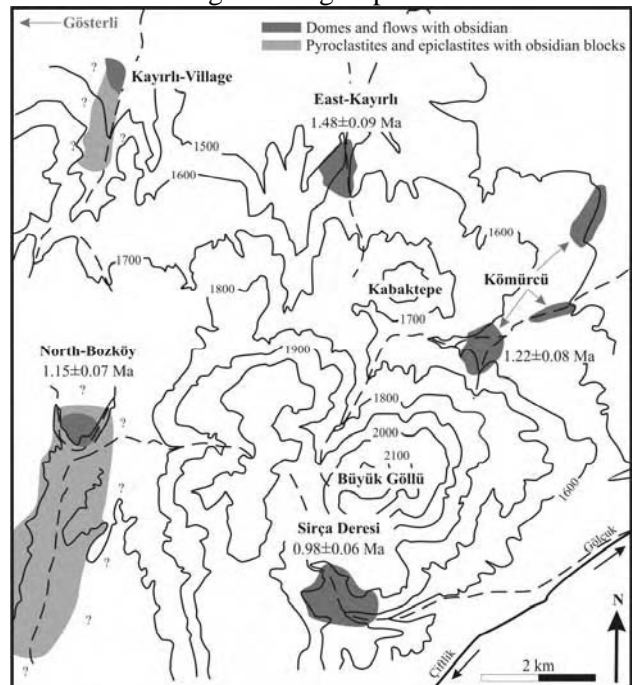 Gösterli
Domes and flows with obsidian
Pyroclastites and epiclastites with obsidian blocks
?
?
?
?
?
Kayırlı-Village
East-Kayırlı
1.48±0.09 Ma
1500
1600
1600
1700
1800
Kabaktepe
1700
Kömürcü
1.22±0.08 Ma
North-Bozköy
1.15±0.07 Ma
?
?
?
?
?
1900
1800
2000
2100
Büyük Göllü
1600
Sirça Deresi
0.98±0.06 Ma
Gölcuk
Çiftlik
N
2 km